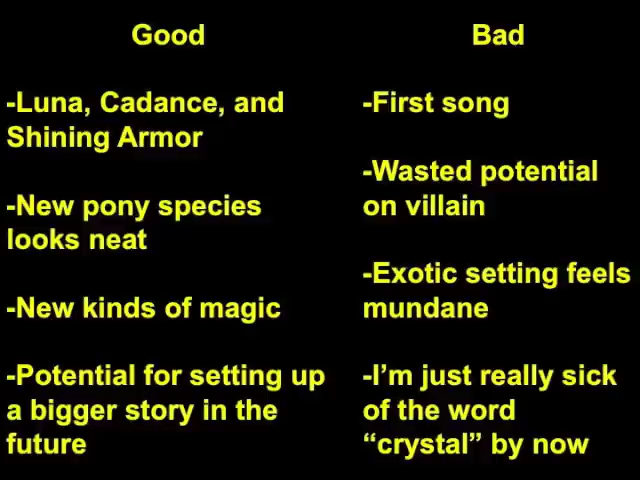 Good
-Luna, Cadance, and
Shining Armor
-New pony species
looks neat
-New kinds of magic
-Potential for setting up
a bigger story in the
future
Bad
-First song
-Wasted potential
on villain
-Exotic setting feels
mundane
-I'm just really sick
of the word
“crystal” by now